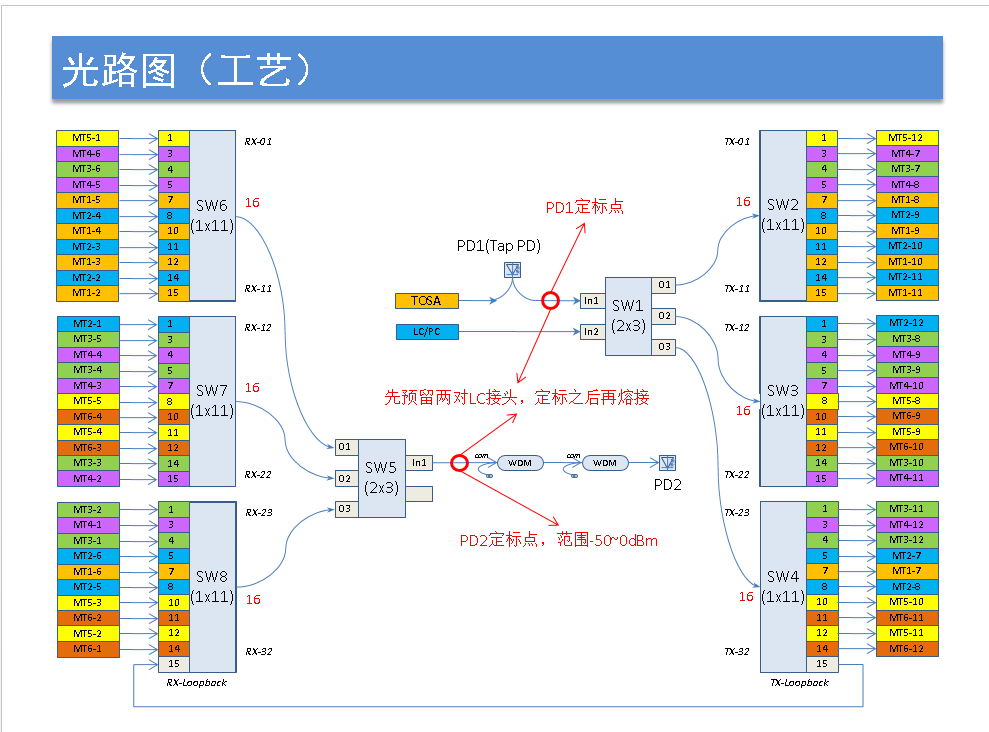 光路图（工艺）
MT5-1 1
MT4-6 3
MT3-6 4
MT4-5 5
MT1-5 7
MT2-4 8
MT1-4 10
MT2-3 11
MT1-3 12
MT2-2 14
MT1-2 15
SW6
(1x11)
RX-01
16
RX-11
MT2-1 1
MT3-5 3
MT4-4 4
MT3-4 5
MT4-3 7
MT5-5 8
MT6-4 10
MT5-4 11
MT6-3 12
MT3-3 14
MT4-2 15
SW7
(1x11)
RX-12
16
RX-22
MT3-2 1
MT4-1 3
MT3-1 4
MT2-6 5
MT1-6 7
MT2-5 8
MT5-3 10
MT6-2 11
MT5-2 12
MT6-1 14
15
SW8
(1x11)
RX-23
16
RX-32
RX-Loopback
PD1定标点
PD1(Tap PD)
TOSA
LC/PC
In1
In2
SW1
(2x3)
O1
O2
O3
先预留两对LC接头，定标之后再熔接
O1
O2
O3
SW5
(2x3)
In1
com
WDM
com
WDM
PD2
PD2定标点，范围-50~0dBm
TX-01
16
TX-11
SW2
(1x11)
1 MT5-12
3 MT4-7
4 MT3-7
5 MT4-8
7 MT1-8
8 MT2-9
10 MT1-9
11 MT2-10
12 MT1-10
14 MT2-11
15 MT1-11
TX-12
16
TX-22
SW3
(1x11)
1 MT2-12
3 MT3-8
4 MT4-9
5 MT3-9
7 MT4-10
8 MT5-8
10 MT6-9
11 MT5-9
12 MT6-10
14 MT3-10
15 MT4-11
TX-23
16
TX-32
SW4
(1x11)
1 MT3-11
3 MT4-12
4 MT3-12
5 MT2-7
7 MT1-7
8 MT2-8
10 MT5-10
11 MT6-11
12 MT5-11
14 MT6-12
15
TX-Loopback